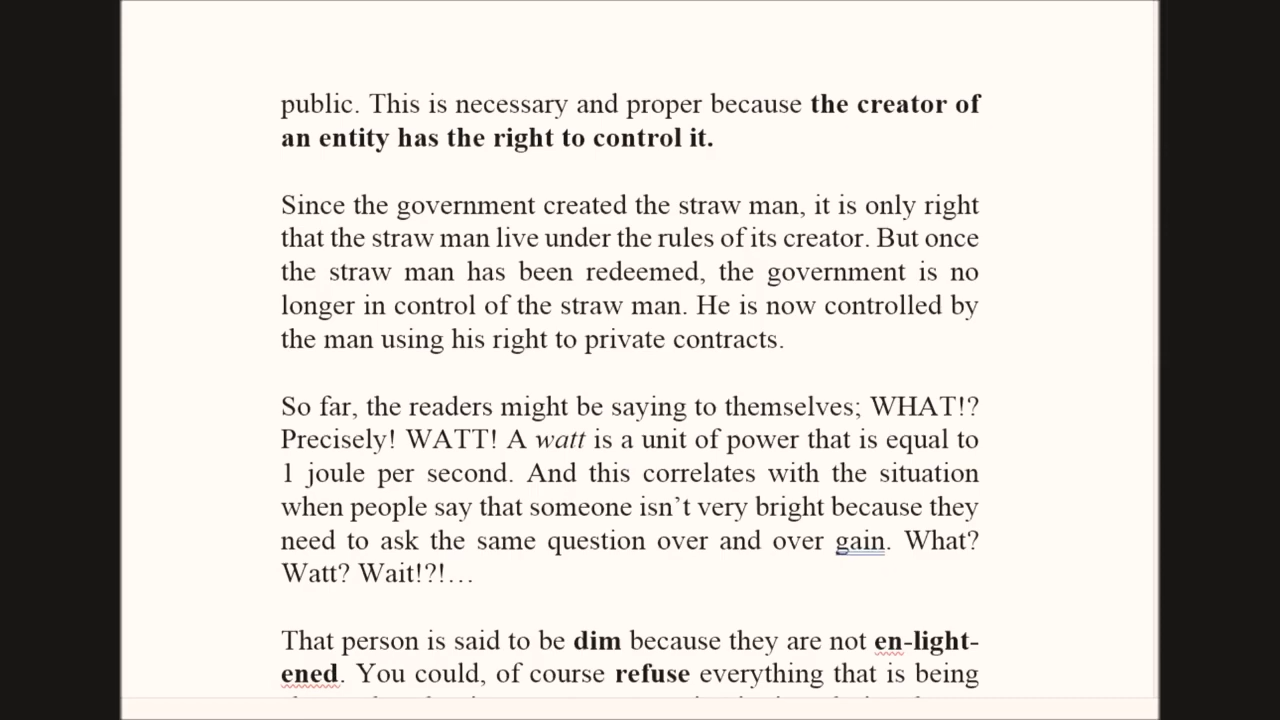 public. This is necessary and proper because the creator of
an entity has the right to control it.
Since the government created the straw man, it is only right
that the straw man live under the rules of its creator. But once
the straw man has been redeemed, the government is no
longer in control of the straw man. He is now controlled by
the man using his right to private contracts.
So far, the readers might be saying to themselves; WHAT!?
Precisely! WATT! A watt is a unit of power that is equal to
1 joule per second. And this correlates with the situation
when people say that someone isn’t very bright because they
need to ask the same question over and over gain. What?
Watt? Wait!?!…
That person is said to be dim because they are not en-light-
ened. You could, of course refuse everything that is being